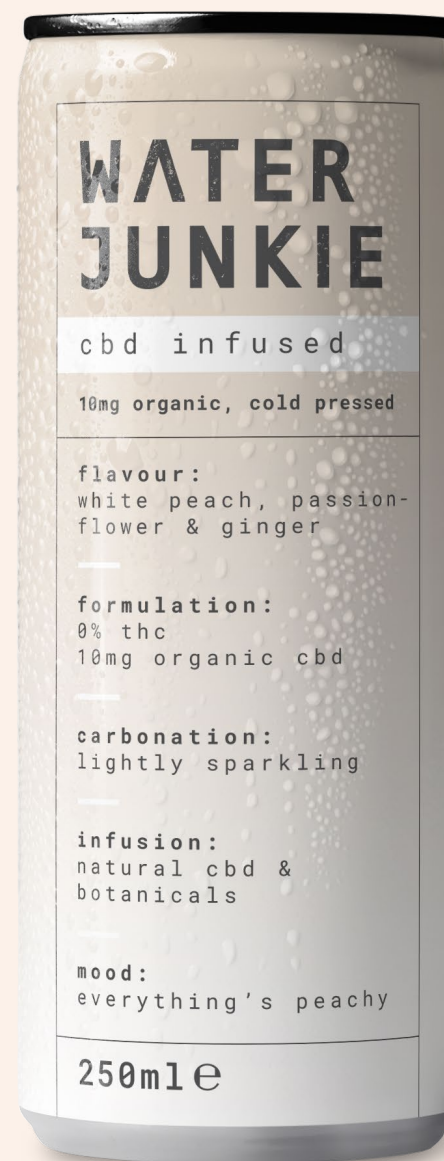 WATER
JUNKIE
cbd infused
10mg organic, cold pressed
flavour:
white peach, passion-
flower & ginger
formulation:
0% thc
10mg organic cbd
carbonation:
lightly sparkling
infusion:
natural cbd &
botanicals
mood:
everything's peachy
250ml℮